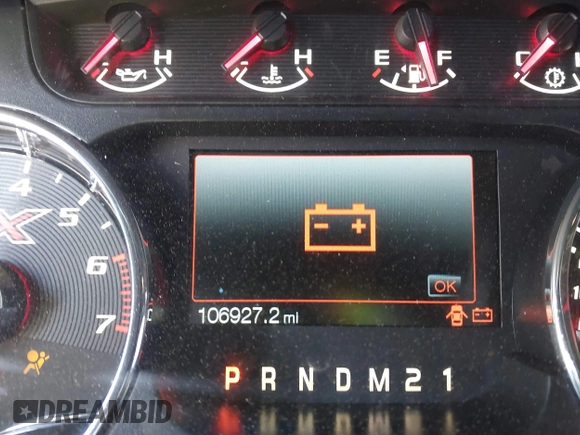 H H E F C
4
5
X
6
7
- +
OK
106927.2 mi
P R N D M 2 1
DREAMBID